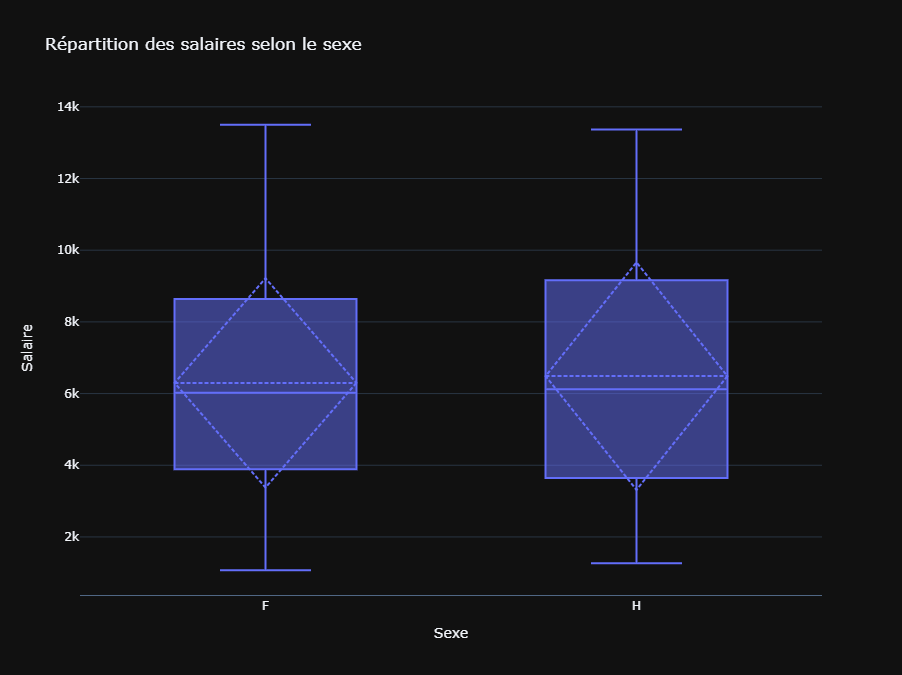 Répartition des salaires selon le sexe
14k
12k
10k
8k
6k
4k
2k
Salaire
F
H
Sexe